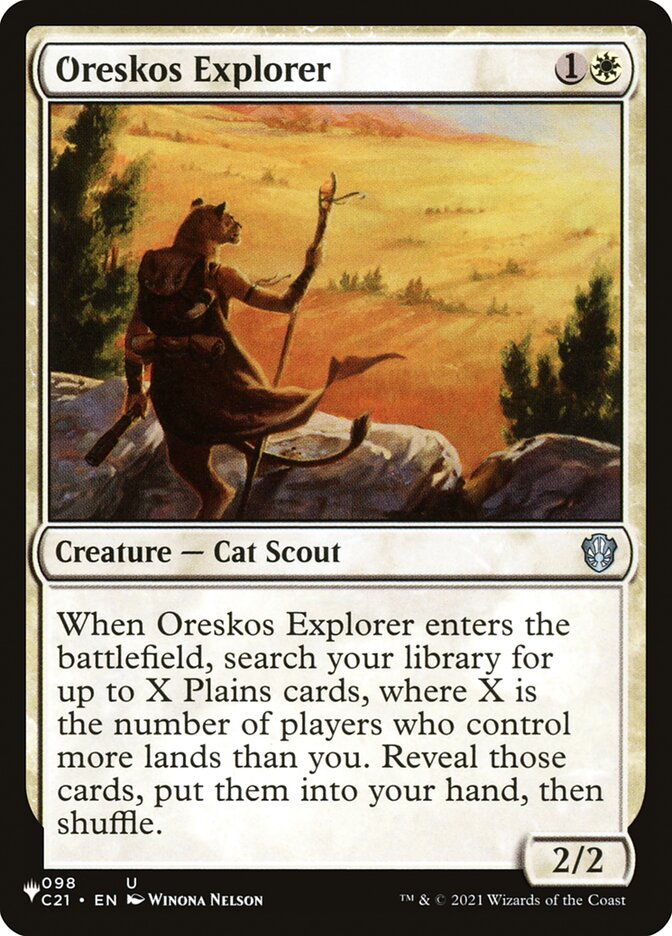 Oreskos Explorer 1
Creature — Cat Scout
When Oreskos Explorer enters the
battlefield, search your library for
up to X Plains cards, where X is
the number of players who control
more lands than you. Reveal those
cards, put them into your hand, then
shuffle.
2/2
098 U
C21 • EN Winona Nelson ™ & © 2021 Wizards of the Coast